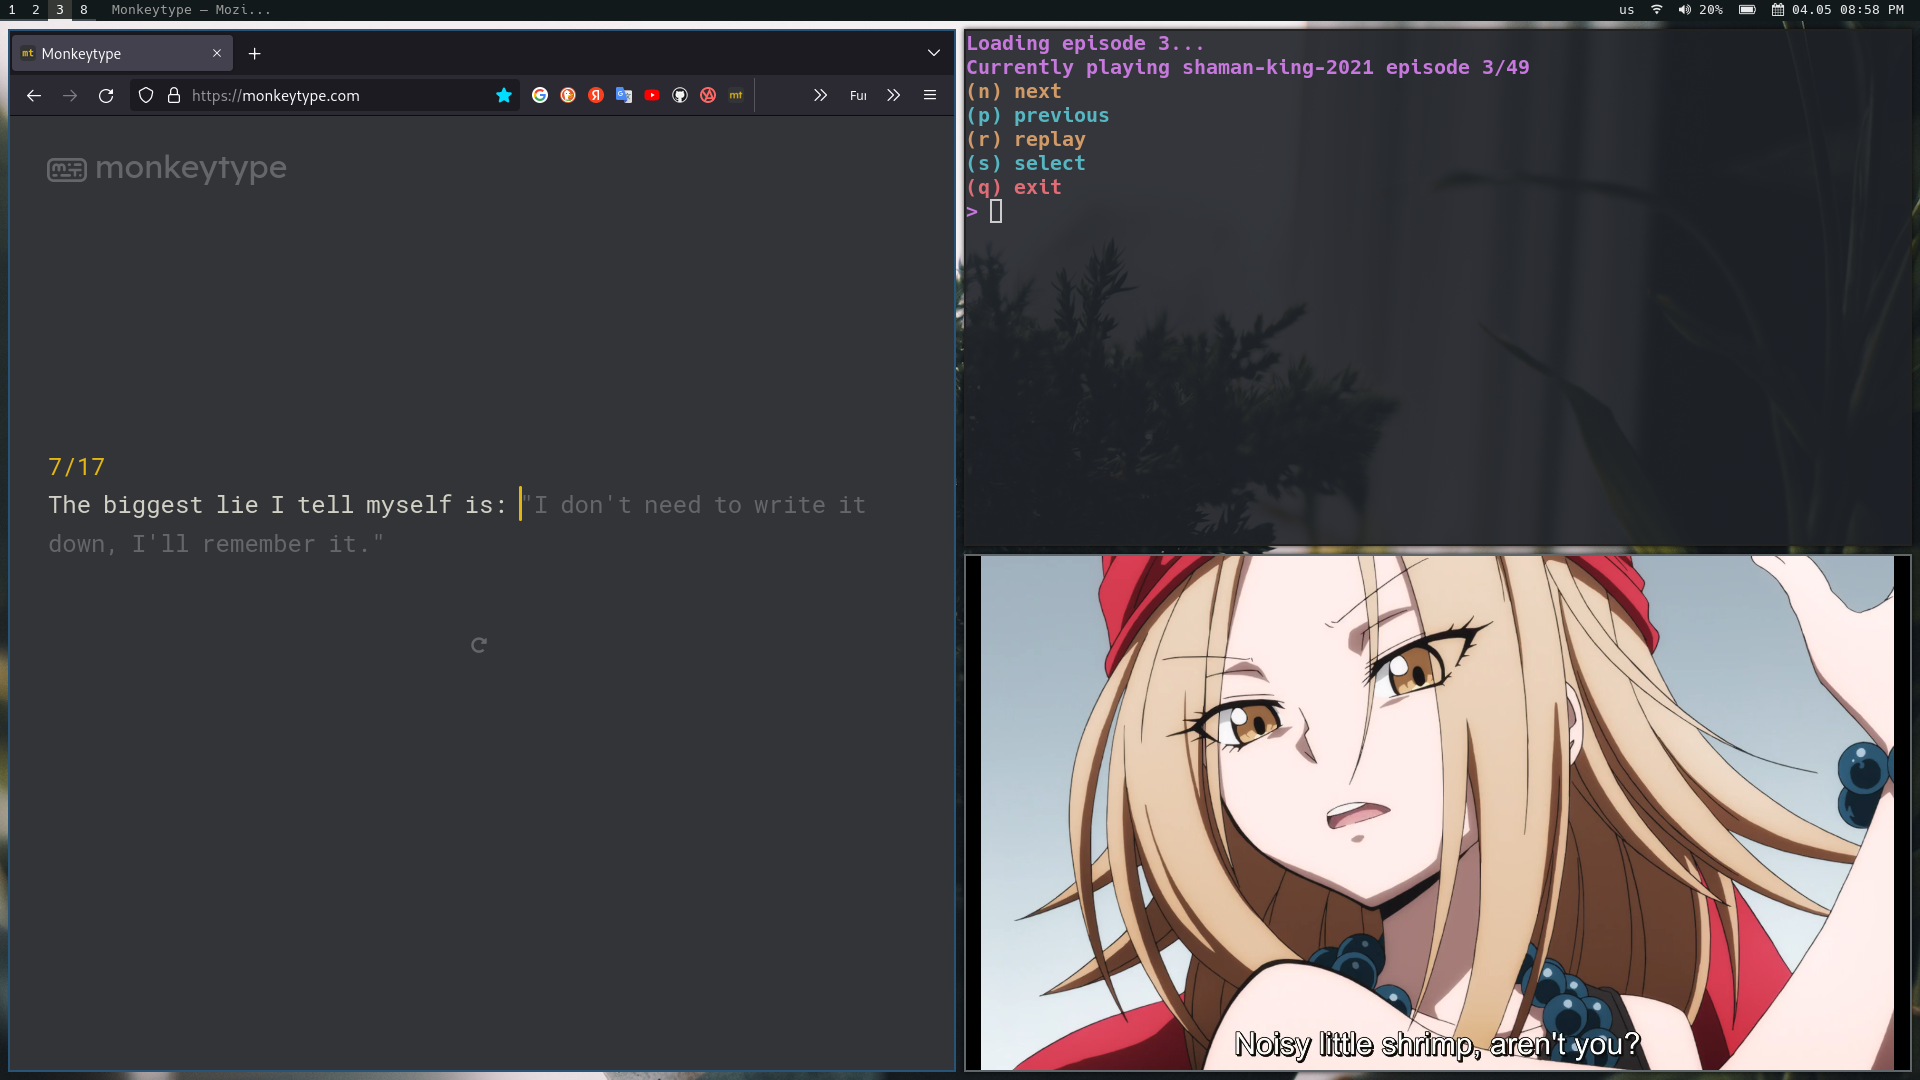 1 2 3 8 Monkeytype — Mozi...
us 20% 04.05 08:58 PM
mt Monkeytype
https://monkeytype.com
G Я G mt Fu
monkeytype
7/17
The biggest lie I tell myself is: "I don't need to write it
down, I'll remember it."
Loading episode 3...
Currently playing shaman-king-2021 episode 3/49
(n) next
(p) previous
(r) replay
(s) select
(q) exit
>
Noisy little shrimp, aren't you?